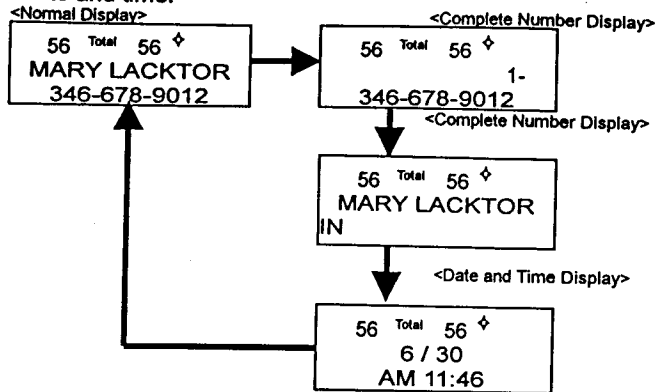 <Normal Display>
56 Total 56
MARY LACKTOR
346-678-9012
<Complete Number Display>
56 Total 56
1-
346-678-9012
<Complete Number Display>
56 Total 56
MARY LACKTOR
IN
<Date and Time Display>
56 Total 56
6 / 30
AM 11:46